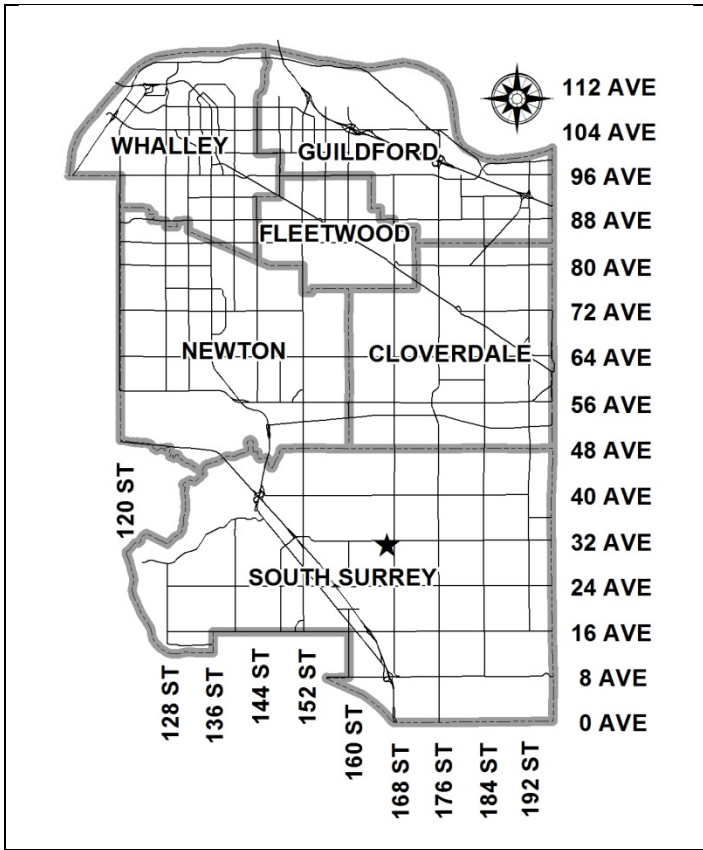 112 AVE
104 AVE
WHALLEY
GUILDFORD
96 AVE
88 AVE
FLEETWOOD
80 AVE
72 AVE
NEWTON
CLOVERDALE
64 AVE
56 AVE
48 AVE
120 ST
40 AVE
32 AVE
SOUTH SURREY
24 AVE
16 AVE
128 ST
136 ST
144 ST
152 ST
160 ST
8 AVE
0 AVE
168 ST
176 ST
184 ST
192 ST